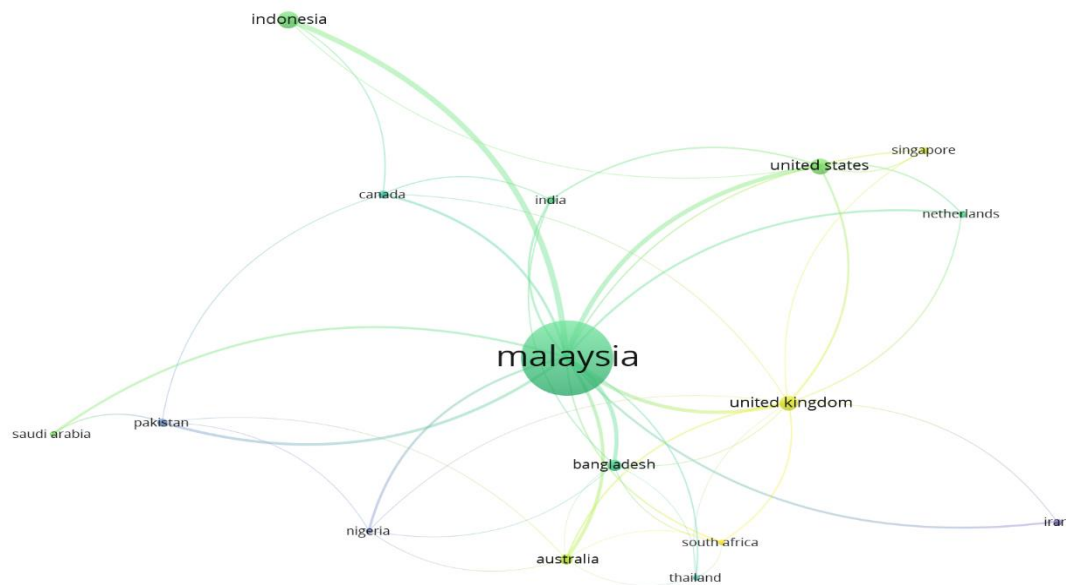 indonesia
singapore
united states
canada
india
netherlands
malaysia
united kingdom
pakistan
saudi arabia
bangladesh
iran
nigeria
south africa
australia
thailand